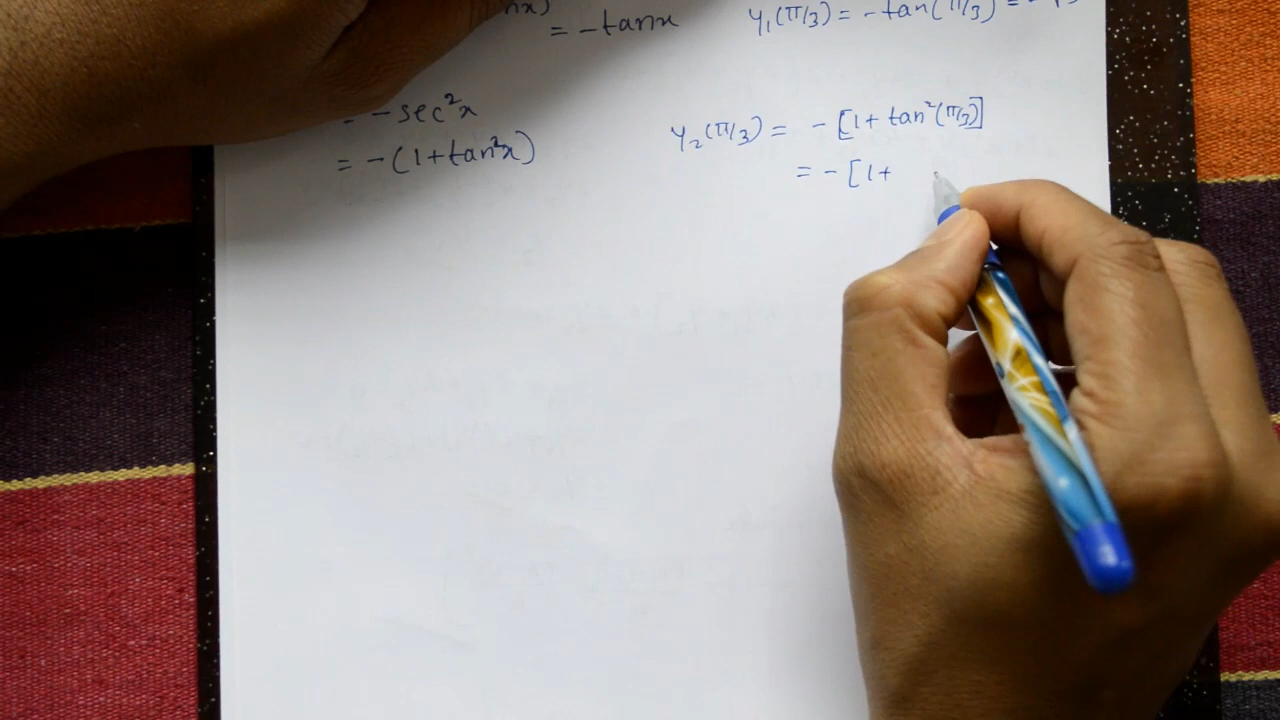 = -tanx
y₁(π/3) = -tan(π/3) =
= -sec²x
= -(1+tan²x)
y₂(π/3) = -[1+ tan²(π/3)]
= -[1+